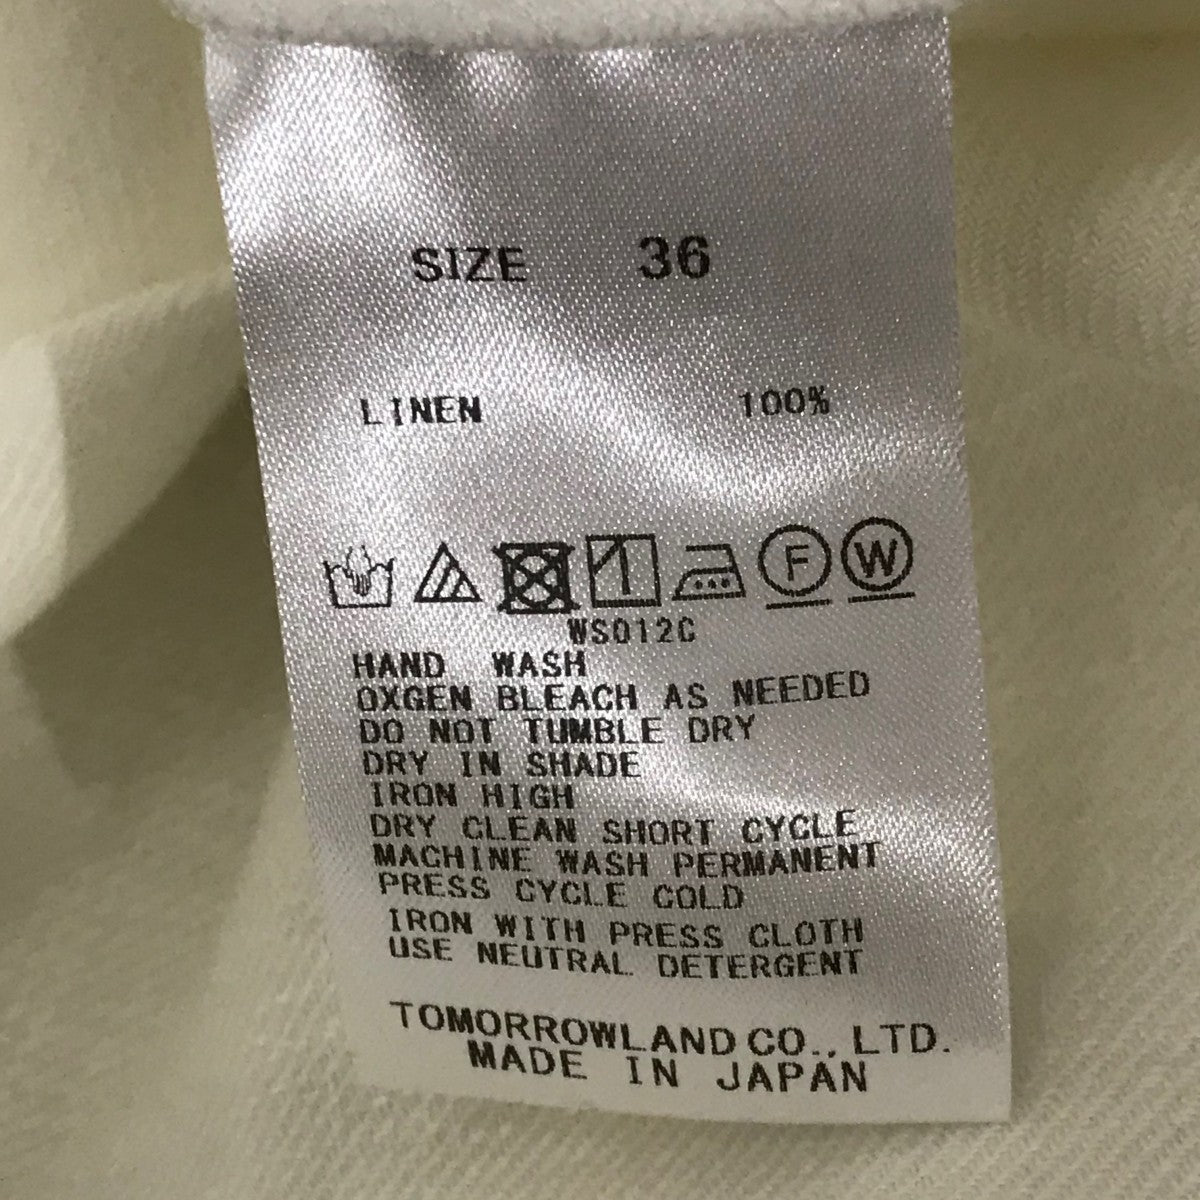 SIZE 36
LINEN 100%
F W
WS012C
HAND WASH
OXGEN BLEACH AS NEEDED
DO NOT TUMBLE DRY
DRY IN SHADE
IRON HIGH
DRY CLEAN SHORT CYCLE
MACHINE WASH PERMANENT
PRESS CYCLE COLD
IRON WITH PRESS CLOTH
USE NEUTRAL DETERGENT
TOMORROWLAND CO., LTD.
MADE IN JAPAN